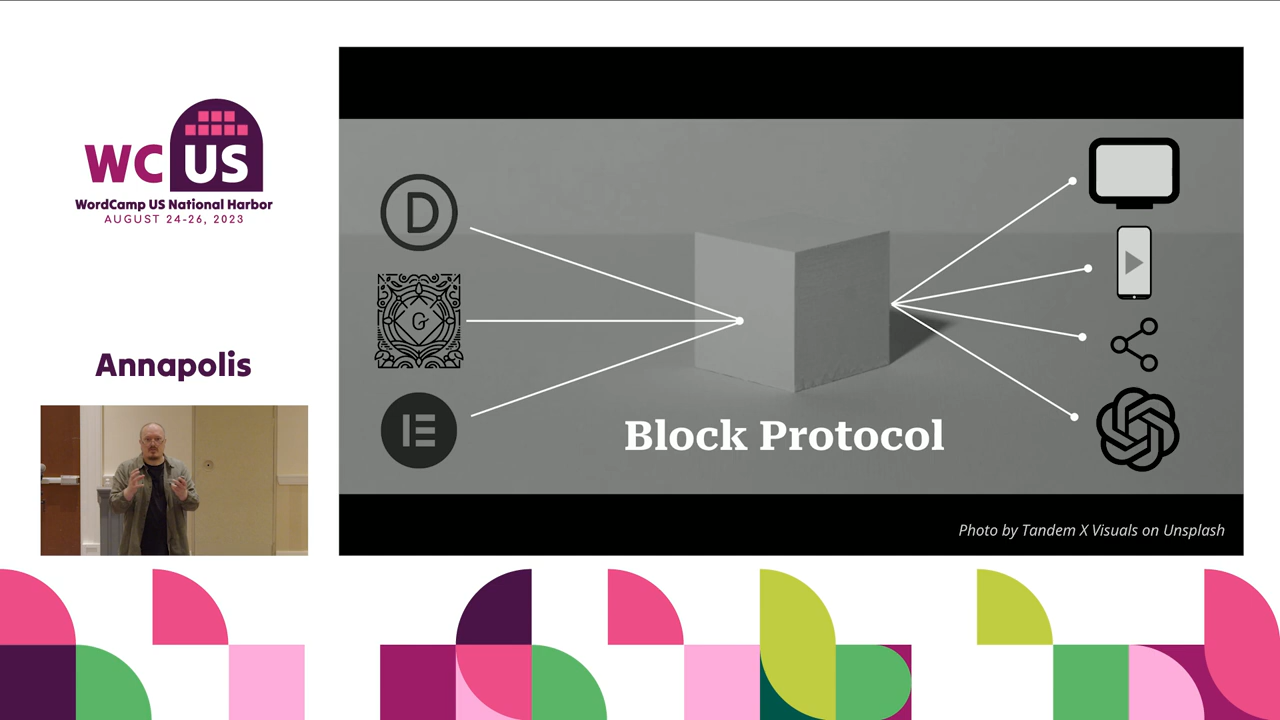 WC US
WordCamp US National Harbor
AUGUST 24-26, 2023
Annapolis
D
G
Block Protocol
Photo by Tandem X Visuals on Unsplash